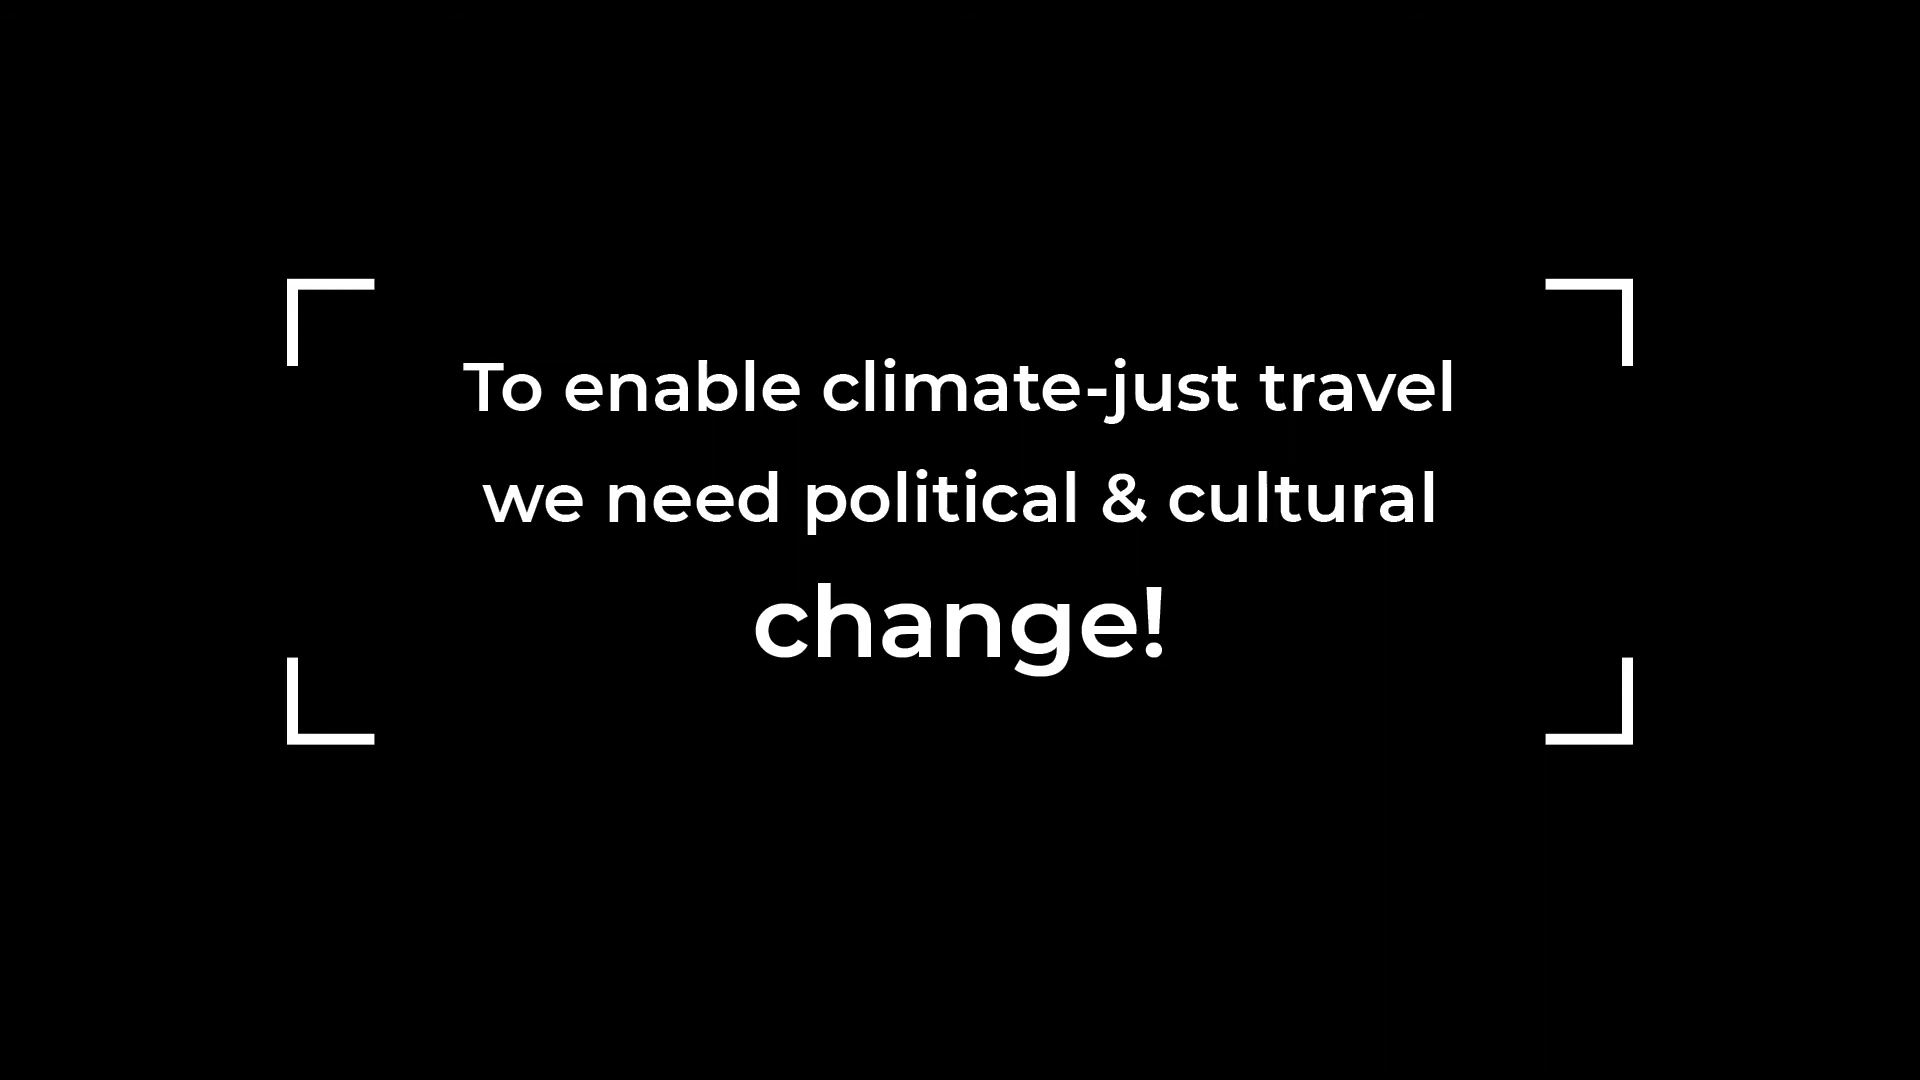 To enable climate-just travel
we need political & cultural
change!